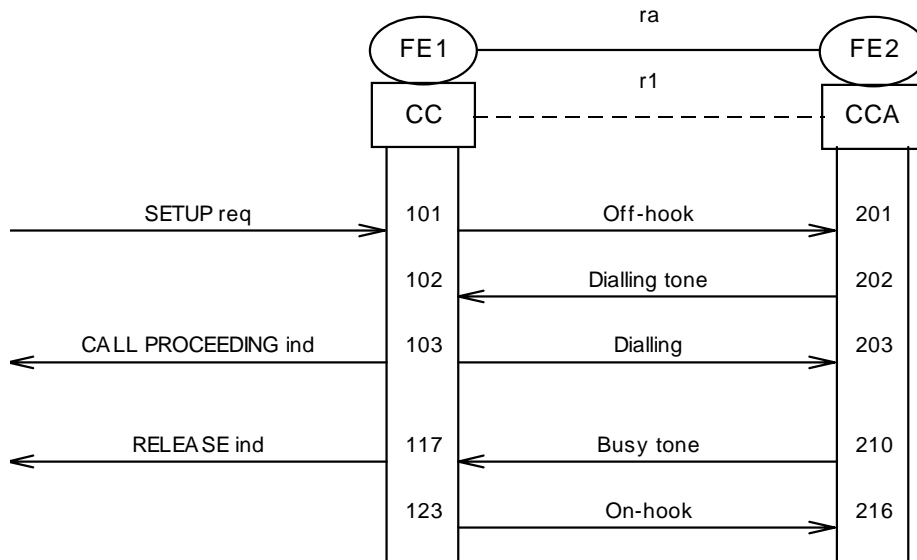 ra
FE1 FE2
r1
CC CCA
SETUP req 101 Off-hook 201
102 Dialling tone 202
CALL PROCEEDING ind 103 Dialling 203
RELEASE ind 117 Busy tone 210
123 On-hook 216